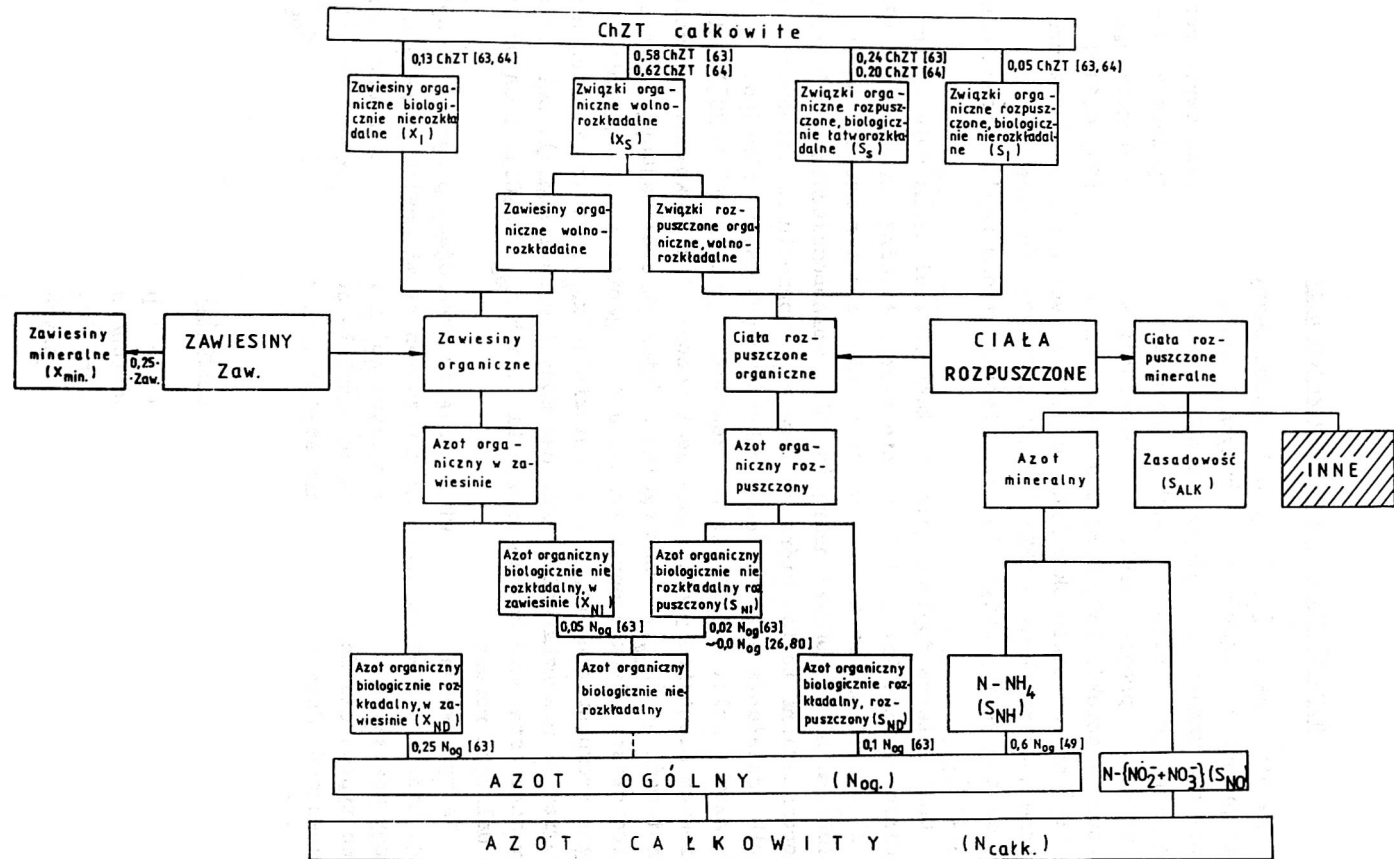 ChZT całkowite
0,13 ChZT [63, 64]
0,58 ChZT [63]
0,62 ChZT [64]
0,24 ChZT [63]
0,20 ChZT [64]
0,05 ChZT [63, 64]
Zawiesiny orga-
niczne biologi-
cznie nierozkła-
dalne (X_I)
Związki orga-
niczne wolno-
rozkładalne
(X_S)
Związki orga-
niczne rozpusz-
czone, biologi-
cznie łatworozkła-
dalne (S_s)
Związki orga-
niczne rozpusz-
czone, biologicz-
nie nierozkłada-
lne (S_I)
Zawiesiny orga-
niczne wolno-
rozkładalne
Związki roz-
puszczone orga-
niczne, wolno-
rozkładalne
Zawiesiny
mineralne
(X_min.)
0,25·
·Zaw.
ZAWIESINY
Zaw.
Zawiesiny
organiczne
Ciała roz-
puszczone
organiczne
CIAŁA
ROZPUSZCZONE
Ciała roz-
puszczone
mineralne
Azot orga-
niczny w za-
wiesinie
Azot or-
ganiczny roz-
puszczony
Azot
mineralny
Zasadowość
(S_ALK)
INNE
Azot organiczny
biologicznie nie
rozkładalny, w
zawiesinie (X_NI)
Azot organiczny
biologicznie nie
rozkładalny roz
puszczony (S_NI)
0,05 N_og [63]
0,02 N_og [63]
~0,0 N_og [26,80]
Azot organiczny
biologicznie roz-
kładalny, w za-
wiesinie (X_ND)
Azot organiczny
biologicznie nie-
rozkładalny
Azot organiczny
biologicznie roz-
kładalny, roz-
puszczony (S_ND)
N-NH_4
(S_NH)
0,25 N_og [63]
0,1 N_og [63]
0,6 N_og [49]
AZOT OGÓLNY (N_og.)
N-{NO_2^-+NO_3^-}(S_NO)
AZOT CAŁKOWITY (N_całk.)